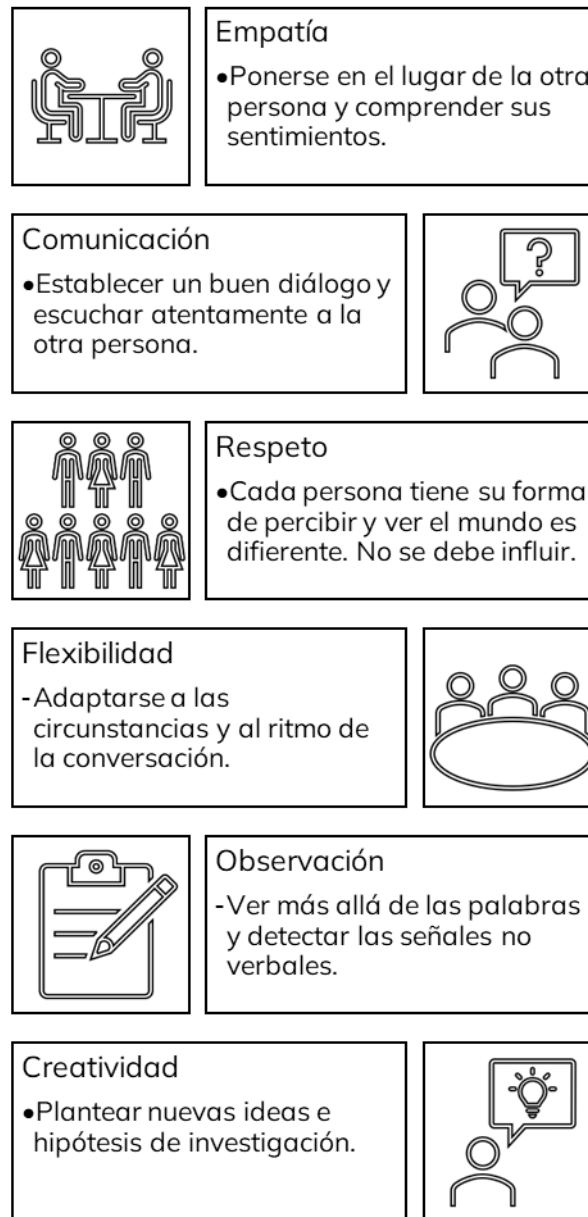 Empatía
•Ponerse en el lugar de la otra
persona y comprender sus
sentimientos.
Comunicación
•Establecer un buen diálogo y
escuchar atentamente a la
otra persona.
?
Respeto
•Cada persona tiene su forma
de percibir y ver el mundo es
difierente. No se debe influir.
Flexibilidad
-Adaptarse a las
circunstancias y al ritmo de
la conversación.
Observación
-Ver más allá de las palabras
y detectar las señales no
verbales.
Creatividad
•Plantear nuevas ideas e
hipótesis de investigación.